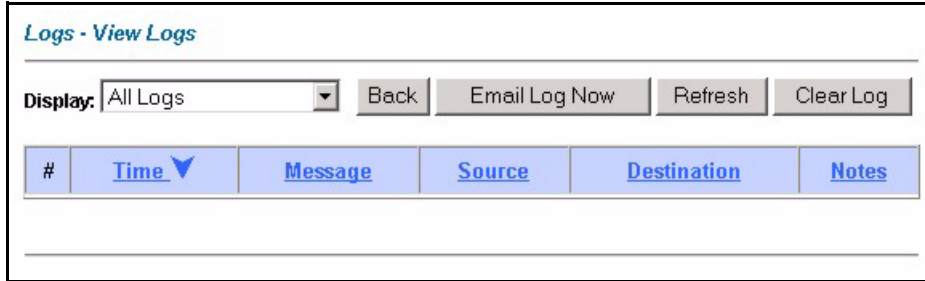 Logs - View Logs
Display: All Logs Back Email Log Now Refresh Clear Log
# Time Message Source Destination Notes